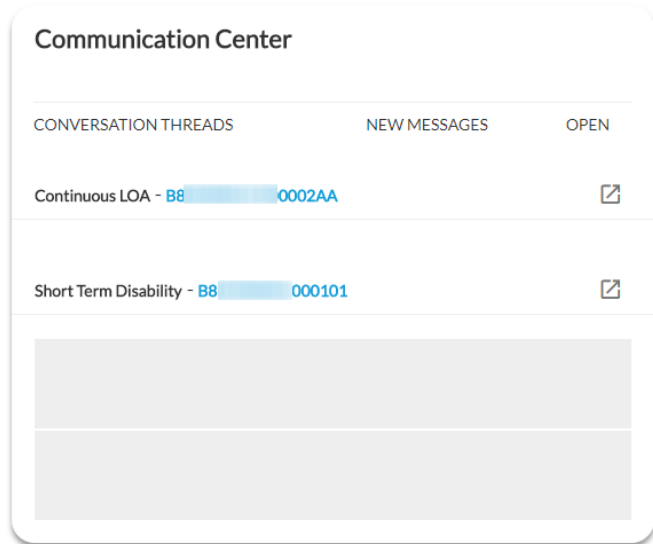 Communication Center
CONVERSATION THREADS NEW MESSAGES OPEN
Continuous LOA - B8 0002AA
Short Term Disability - B8 000101